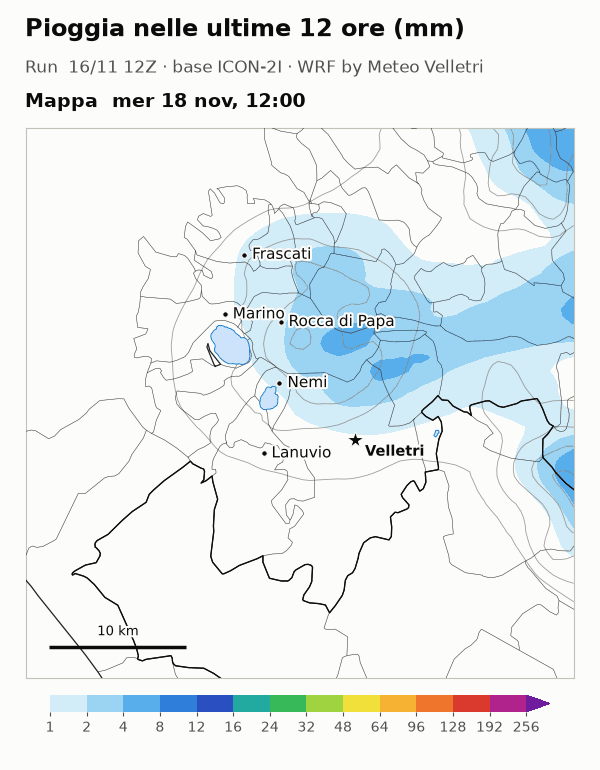 Pioggia nelle ultime 12 ore (mm)
Run  16/11 12Z · base ICON-2I · WRF by Meteo Velletri
Mappa  mer 18 nov, 12:00
Frascati
Marino
Rocca di Papa
Nemi
Velletri
Lanuvio
10 km
1 2 4 8 12 16 24 32 48 64 96 128 192 256